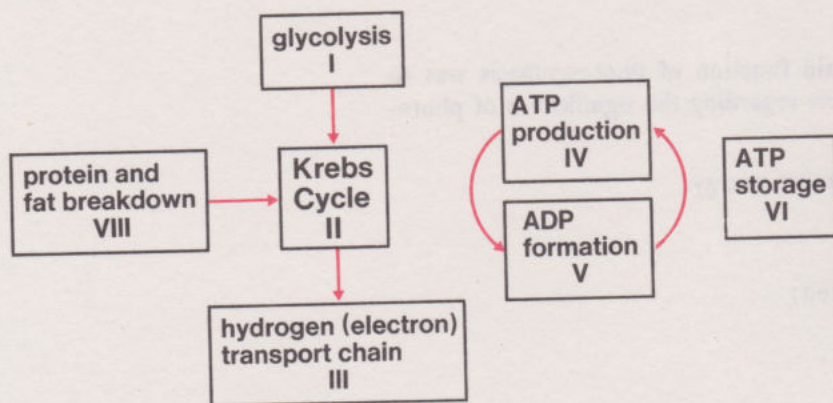 glycolysis
I
protein and
fat breakdown
VIII
Krebs
Cycle
II
hydrogen (electron)
transport chain
III
ATP
production
IV
ADP
formation
V
ATP
storage
VI